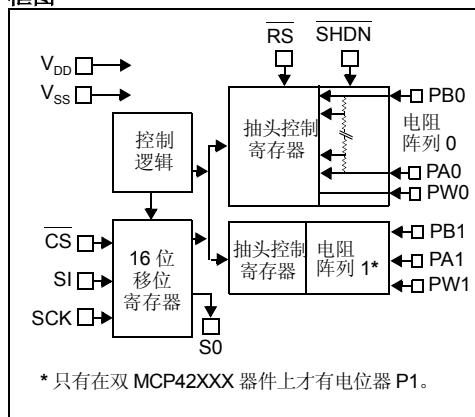 框图
RS SHDN
VDD
VSS
PB0
电阻
阵列 0
PA0
PW0
抽头控制
寄存器
控制
逻辑
CS
SI
SCK
16 位
移位
寄存器
S0
抽头控制
寄存器
电阻
阵列 1*
PB1
PA1
PW1
* 只有在双 MCP42XXX 器件上才有电位器 P1。